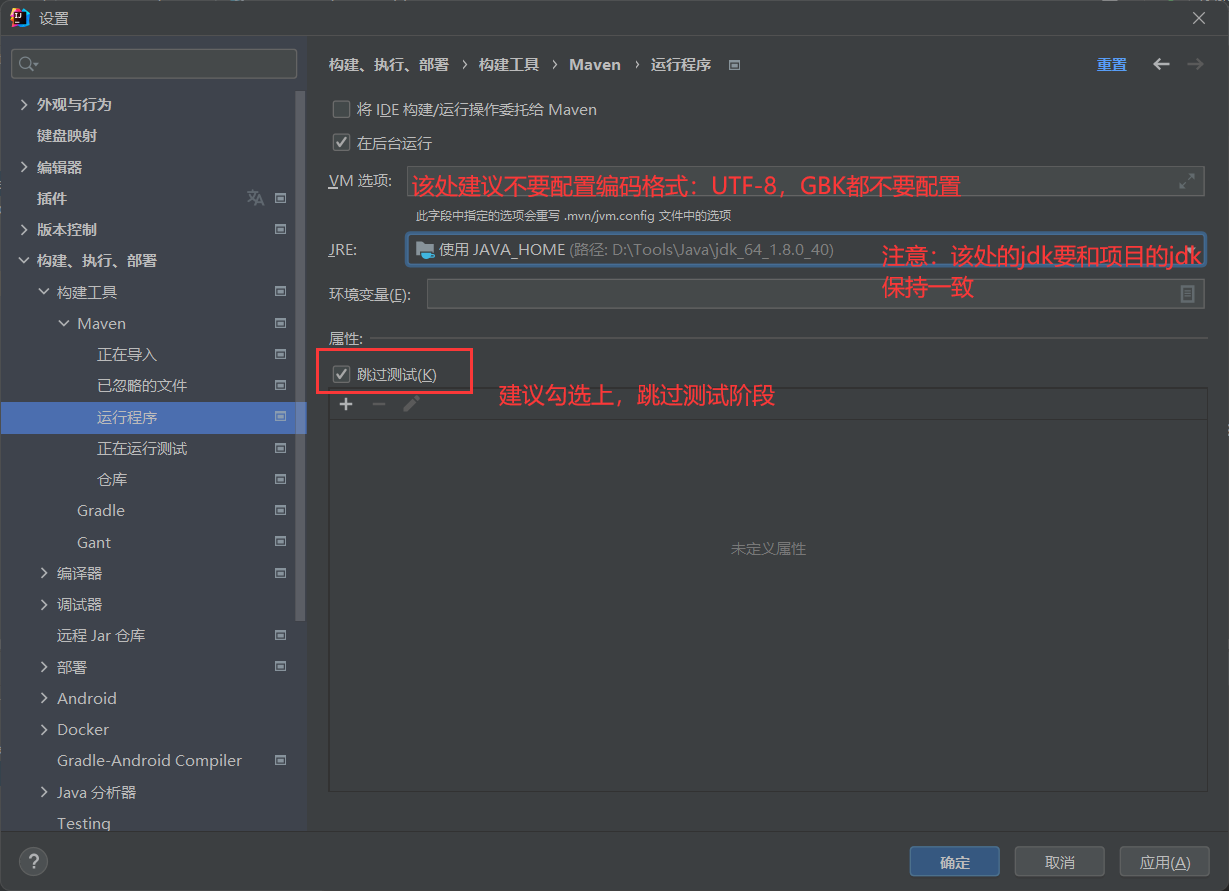 设置
构建、执行、部署 › 构建工具 › Maven › 运行程序
重置
外观与行为
键盘映射
编辑器
插件
版本控制
构建、执行、部署
构建工具
Maven
正在导入
已忽略的文件
运行程序
正在运行测试
仓库
Gradle
Gant
编译器
调试器
远程 Jar 仓库
部署
Android
Docker
Gradle-Android Compiler
Java 分析器
Testing
将 IDE 构建/运行操作委托给 Maven
在后台运行
VM 选项:
该处建议不要配置编码格式：UTF-8，GBK都不要配置
此字段中指定的选项会重写 .mvn/jvm.config 文件中的选项
JRE:
使用 JAVA_HOME (路径: D:\Tools\Java\jdk_64_1.8.0_40)
注意：该处的jdk要和项目的jdk
保持一致
环境变量(E):
属性:
跳过测试(K)
建议勾选上，跳过测试阶段
未定义属性
?
确定
取消
应用(A)